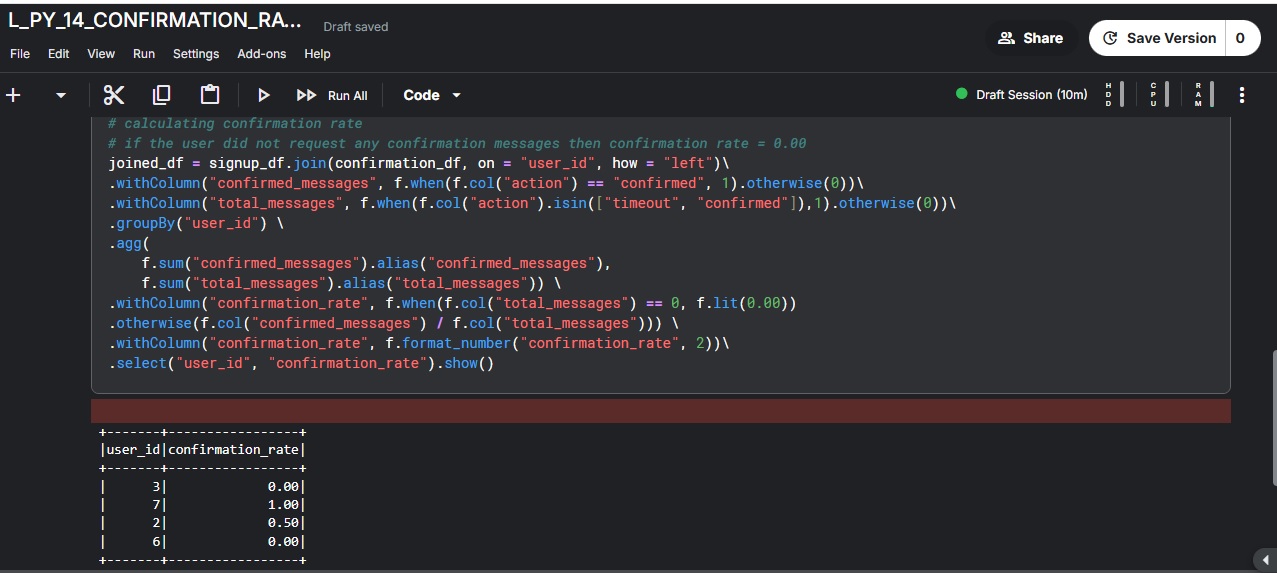 L_PY_14_CONFIRMATION_RA... Draft saved
Share
Save Version 0
File Edit View Run Settings Add-ons Help
+ Run All Code
Draft Session (10m) HDD CPU RAM
# calculating confirmation rate
# if the user did not request any confirmation messages then confirmation rate = 0.00
joined_df = signup_df.join(confirmation_df, on = "user_id", how = "left")\
.withColumn("confirmed_messages", f.when(f.col("action") == "confirmed", 1).otherwise(0))\
.withColumn("total_messages", f.when(f.col("action").isin(["timeout", "confirmed"]),1).otherwise(0))\
.groupBy("user_id") \
.agg(
    f.sum("confirmed_messages").alias("confirmed_messages"),
    f.sum("total_messages").alias("total_messages")) \
.withColumn("confirmation_rate", f.when(f.col("total_messages") == 0, f.lit(0.00))
.otherwise(f.col("confirmed_messages") / f.col("total_messages"))) \
.withColumn("confirmation_rate", f.format_number("confirmation_rate", 2))\
.select("user_id", "confirmation_rate").show()
+-------+-----------------+
|user_id|confirmation_rate|
+-------+-----------------+
|      3|             0.00|
|      7|             1.00|
|      2|             0.50|
|      6|             0.00|
+-------+-----------------+